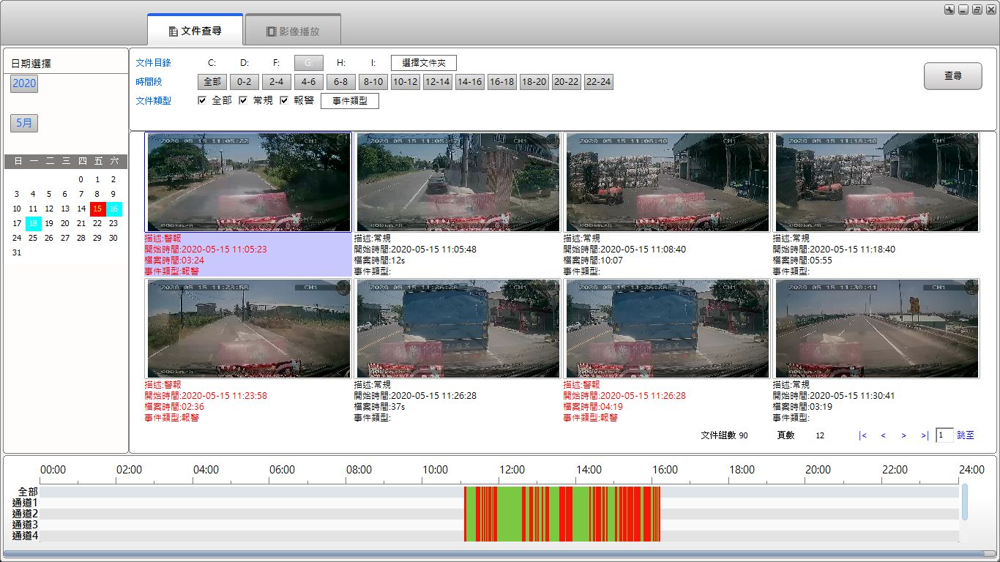 文件查尋 影像播放
日期選擇
2020
5月
日 一 二 三 四 五 六
0 1 2
3 4 5 6 7 8 9
10 11 12 13 14 15 16
17 18 19 20 21 22 23
24 25 26 27 28 29 30
31
文件目錄 C: D: F: G: H: I: 選擇文件夾
時間段 全部 0-2 2-4 4-6 6-8 8-10 10-12 12-14 14-16 16-18 18-20 20-22 22-24
文件類型 全部 常規 報警 事件類型
查尋
2020 05 15 11:05:22 CH1
2020 05 15 11:05:47 CH1
2020 05 15 11:08:40 CH1
2020 05 15 11:18:40 CH1
000km/h
000km/h
000km/h
000km/h
描述:警報
開始時間:2020-05-15 11:05:23
檔案時間:03:24
事件類型:報警
描述:常規
開始時間:2020-05-15 11:05:48
檔案時間:12s
事件類型:
描述:常規
開始時間:2020-05-15 11:08:40
檔案時間:10:07
事件類型:
描述:常規
開始時間:2020-05-15 11:18:40
檔案時間:05:55
事件類型:
2020 05 15 11:23:58 CH1
2020 05 15 11:26:28 CH1
2020 05 15 11:26:28 CH1
2020 05 15 11:30:41 CH1
000km/h
000km/h
000km/h
000km/h
描述:警報
開始時間:2020-05-15 11:23:58
檔案時間:02:36
事件類型:報警
描述:常規
開始時間:2020-05-15 11:26:28
檔案時間:37s
事件類型:
描述:警報
開始時間:2020-05-15 11:26:28
檔案時間:04:19
事件類型:報警
描述:常規
開始時間:2020-05-15 11:30:41
檔案時間:03:19
事件類型:
文件組數 90 頁數 12 |< < > >| 1 跳至
00:00 02:00 04:00 06:00 08:00 10:00 12:00 14:00 16:00 18:00 20:00 22:00 24:00
全部
通道1
通道2
通道3
通道4